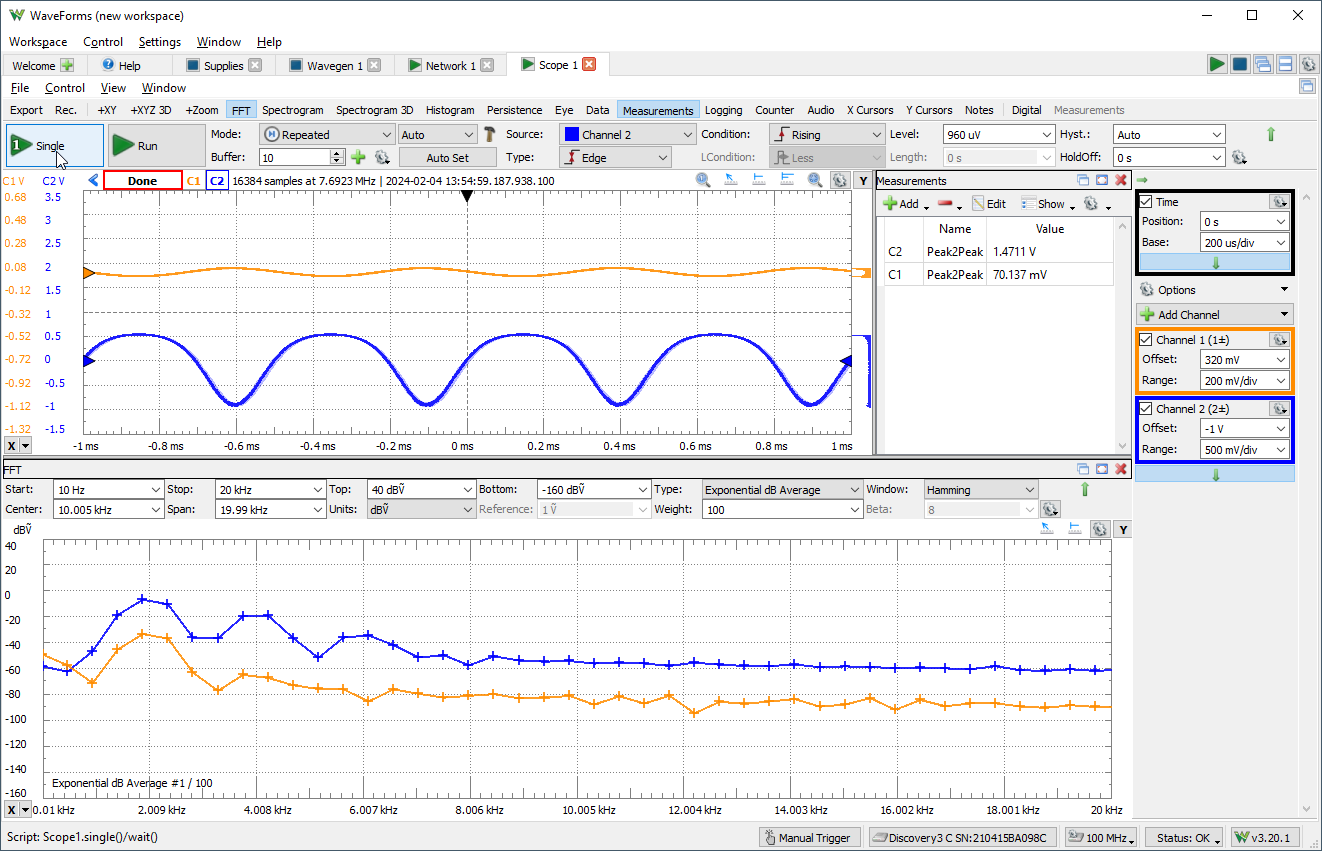 WaveForms (new workspace)
Workspace Control Settings Window Help
Welcome Help Supplies Wavegen 1 Network 1 Scope 1
File Control View Window
Export Rec. +XY +XYZ 3D +Zoom FFT Spectrogram Spectrogram 3D Histogram Persistence Eye Data Measurements Logging Counter Audio X Cursors Y Cursors Notes Digital Measurements
1 Single Run Mode: Repeated Auto Source: Channel 2 Condition: Rising Level: 960 uV Hyst.: Auto
Buffer: 10 Auto Set Type: Edge LCondition: Less Length: 0 s HoldOff: 0 s
C1 V C2 V Done C1 C2 16384 samples at 7.6923 MHz | 2024-02-04 13:54:59.187.938.100 Y
0.68 3.5
0.48 3
0.28 2.5
0.08 2
-0.12 1.5
-0.32 1
-0.52 0.5
-0.72 0
-0.92 -0.5
-1.12 -1
-1.32 -1.5
X -1 ms -0.8 ms -0.6 ms -0.4 ms -0.2 ms 0 ms 0.2 ms 0.4 ms 0.6 ms 0.8 ms 1 ms
Measurements
Add Edit Show
Name Value
C2 Peak2Peak 1.4711 V
C1 Peak2Peak 70.137 mV
Time
Position: 0 s
Base: 200 us/div
Options
Add Channel
Channel 1 (1±)
Offset: 320 mV
Range: 200 mV/div
Channel 2 (2±)
Offset: -1 V
Range: 500 mV/div
FFT
Start: 10 Hz Stop: 20 kHz Top: 40 dBṼ Bottom: -160 dBṼ Type: Exponential dB Average Window: Hamming
Center: 10.005 kHz Span: 19.99 kHz Units: dBṼ Reference: 1 Ṽ Weight: 100 Beta: 8
dBṼ Y
40
20
0
-20
-40
-60
-80
-100
-120
-140
-160
Exponential dB Average #1 / 100
X 0.01 kHz 2.009 kHz 4.008 kHz 6.007 kHz 8.006 kHz 10.005 kHz 12.004 kHz 14.003 kHz 16.002 kHz 18.001 kHz 20 kHz
Script: Scope1.single()/wait() Manual Trigger Discovery3 C SN:210415BA098C 100 MHz Status: OK v3.20.1